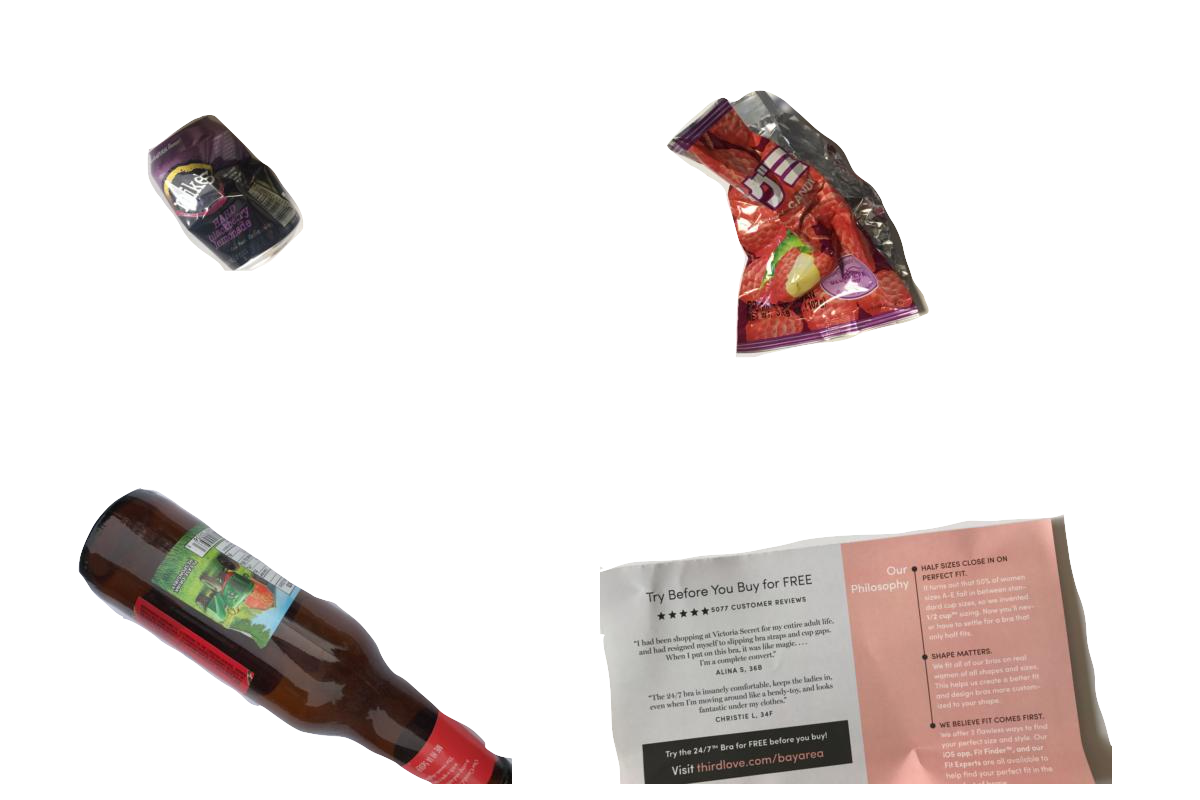 mike's
HARD
blackberry
lemonade
グミ
CANDY
Our
Philosophy
HALF SIZES CLOSE IN ON
PERFECT FIT.
It turns out that 50% of women
sizes A-E fall in between stan-
dard cup sizes, so we invented
1/2 cup™ sizing. Now you'll nev-
er have to settle for a bra that
only half fits.
SHAPE MATTERS.
We fit all of our bras on real
women of all shapes and sizes.
This helps us create a better fit
and design bras more custom-
ized to your shape.
WE BELIEVE FIT COMES FIRST.
We offer 3 flawless ways to find
your perfect size and style. Our
iOS app, Fit Finder™, and our
Fit Experts are all available to
help find your perfect fit in the
Try Before You Buy for FREE
★★★★★ 5077 CUSTOMER REVIEWS
"I had been shopping at Victoria Secret for my entire adult life,
and had resigned myself to slipping bra straps and cup gaps.
When I put on this bra, it was like magic. . . .
I'm a complete convert."
ALINA S, 36B
"The 24/7 bra is insanely comfortable, keeps the ladies in,
even when I'm moving around like a bendy-toy, and looks
fantastic under my clothes."
CHRISTIE L, 34F
Try the 24/7™ Bra for FREE before you buy!
Visit thirdlove.com/bayarea